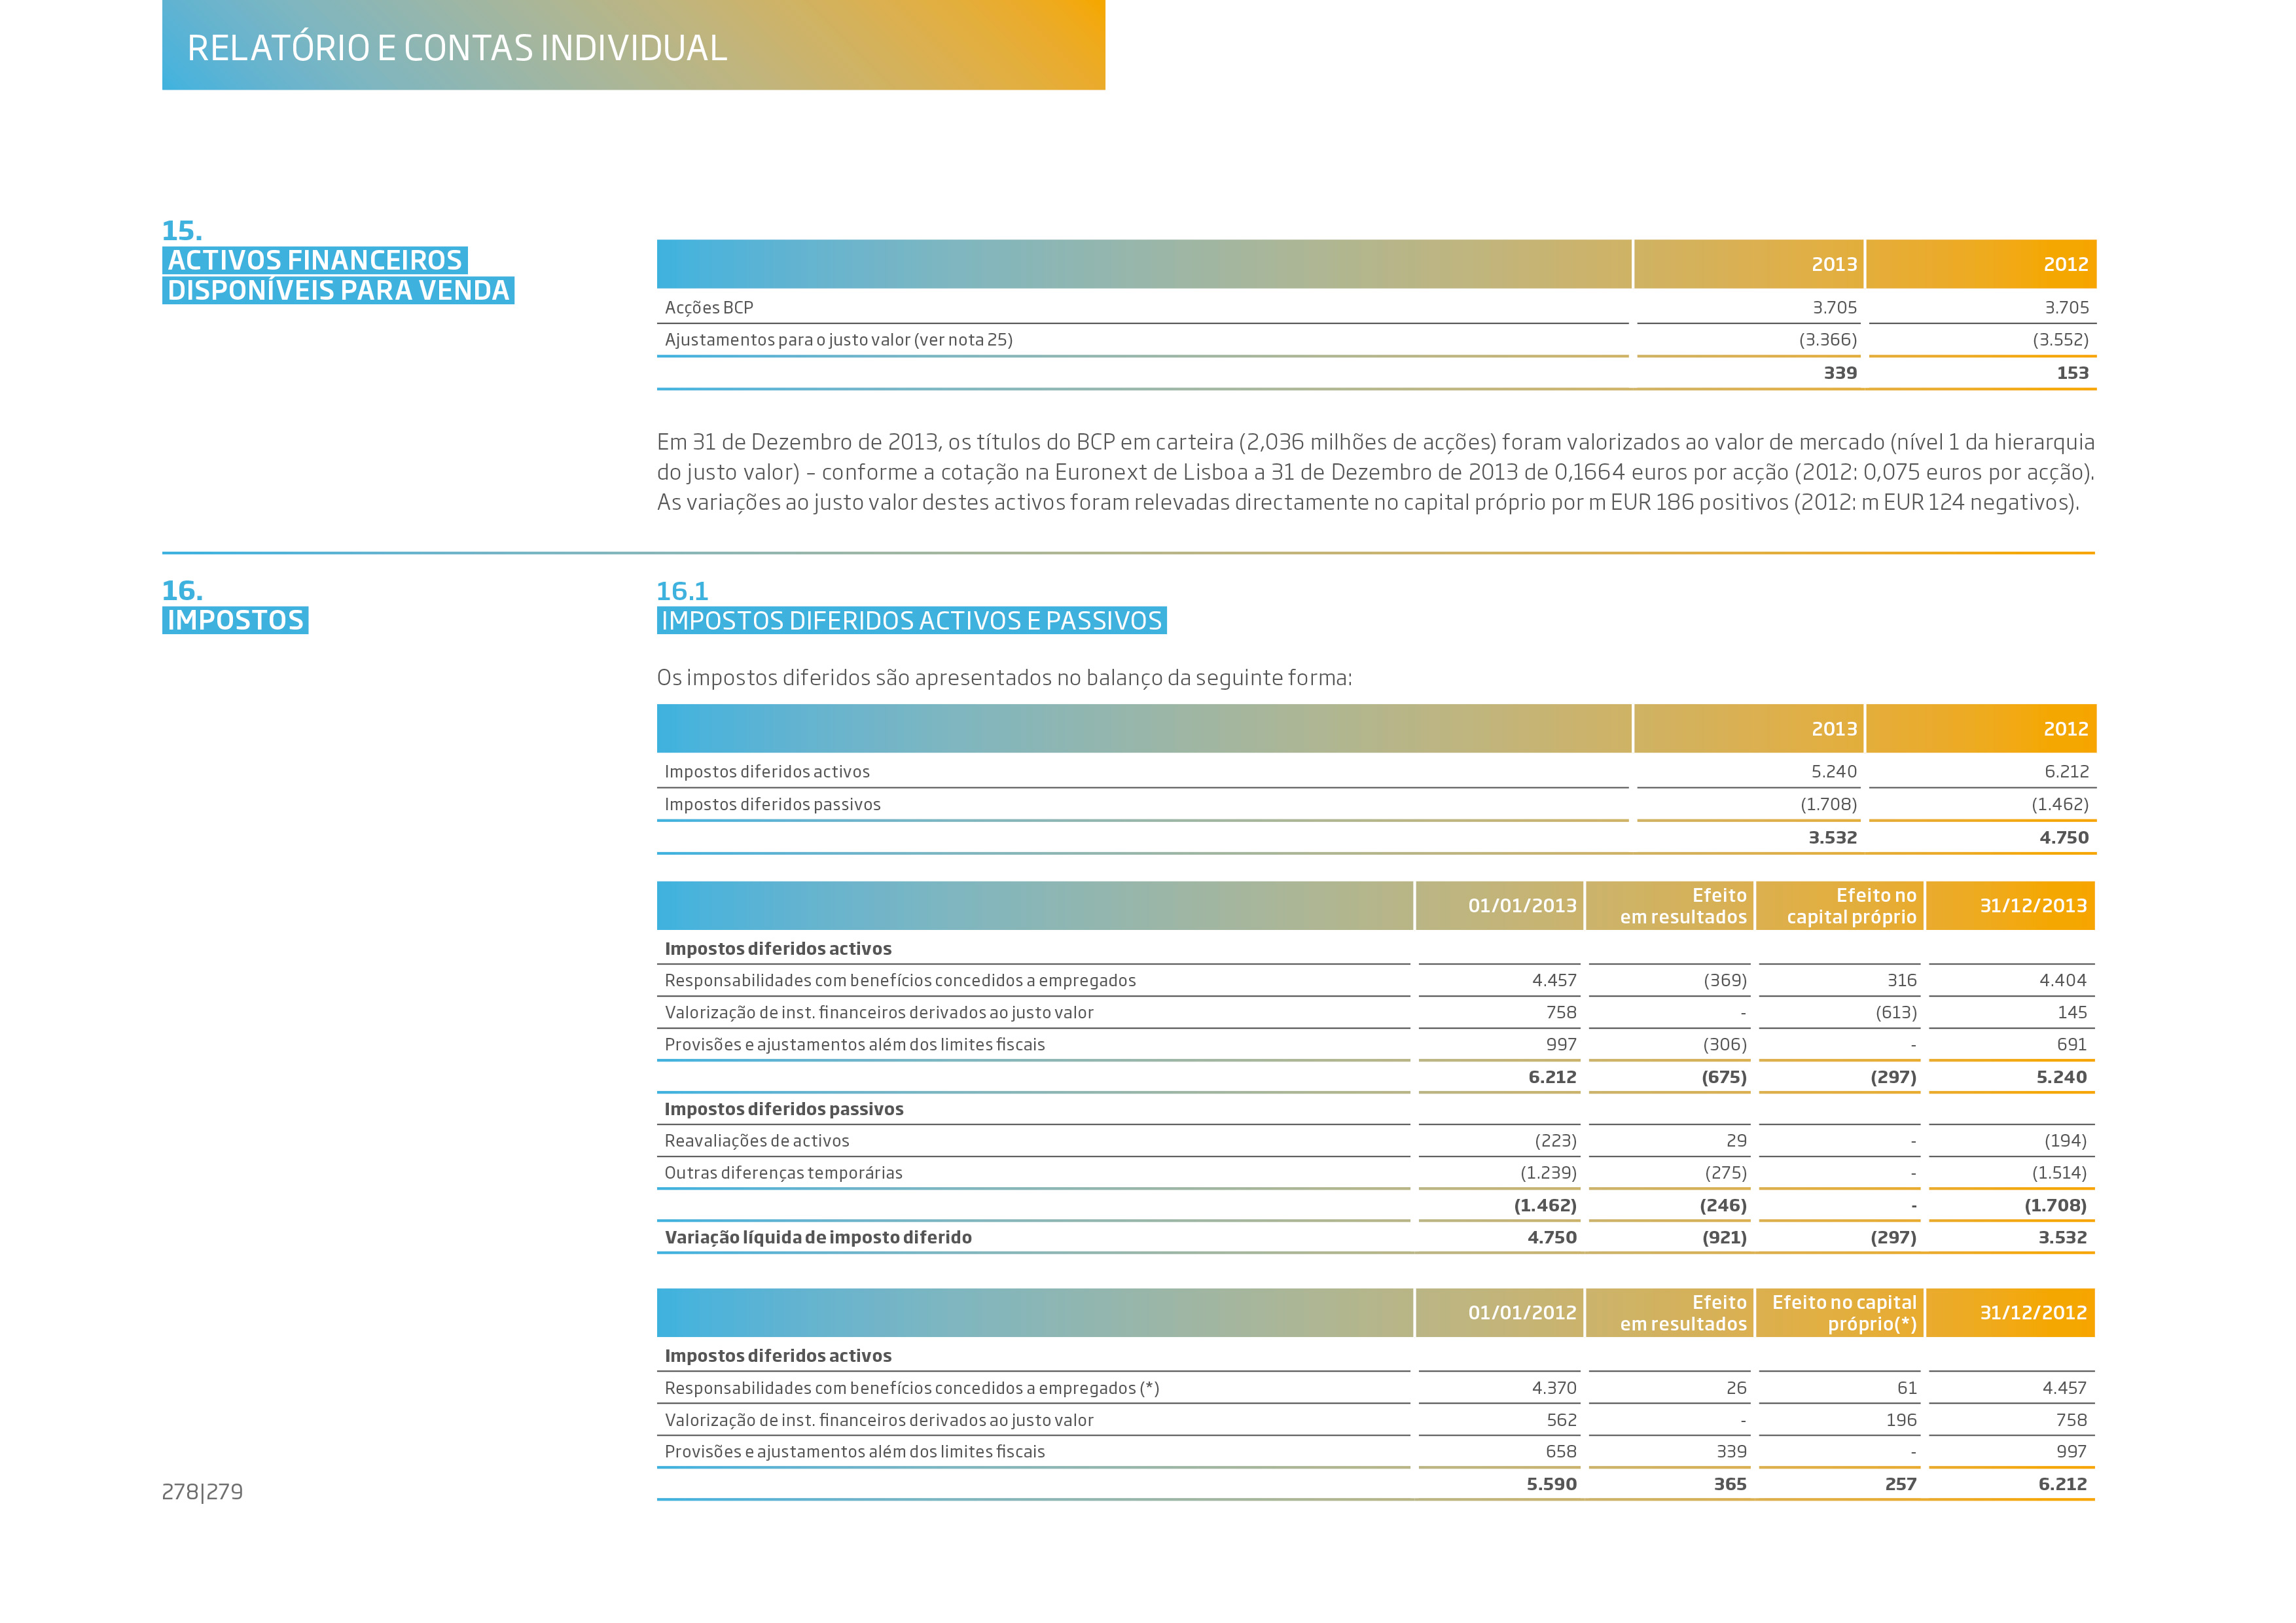 RELATÓRIO E CONTAS INDIVIDUAL
15.
ACTIVOS FINANCEIROS
DISPONÍVEIS PARA VENDA
2013 2012
Acções BCP 3.705 3.705
Ajustamentos para o justo valor (ver nota 25) (3.366) (3.552)
339 153
Em 31 de Dezembro de 2013, os títulos do BCP em carteira (2,036 milhões de acções) foram valorizados ao valor de mercado (nível 1 da hierarquia
do justo valor) – conforme a cotação na Euronext de Lisboa a 31 de Dezembro de 2013 de 0,1664 euros por acção (2012: 0,075 euros por acção).
As variações ao justo valor destes activos foram relevadas directamente no capital próprio por m EUR 186 positivos (2012: m EUR 124 negativos).
16.
IMPOSTOS
16.1
IMPOSTOS DIFERIDOS ACTIVOS E PASSIVOS
Os impostos diferidos são apresentados no balanço da seguinte forma:
2013 2012
Impostos diferidos activos 5.240 6.212
Impostos diferidos passivos (1.708) (1.462)
3.532 4.750
01/01/2013 Efeito em resultados Efeito no capital próprio 31/12/2013
Impostos diferidos activos
Responsabilidades com benefícios concedidos a empregados 4.457 (369) 316 4.404
Valorização de inst. financeiros derivados ao justo valor 758 - (613) 145
Provisões e ajustamentos além dos limites fiscais 997 (306) - 691
6.212 (675) (297) 5.240
Impostos diferidos passivos
Reavaliações de activos (223) 29 - (194)
Outras diferenças temporárias (1.239) (275) - (1.514)
(1.462) (246) - (1.708)
Variação líquida de imposto diferido 4.750 (921) (297) 3.532
01/01/2012 Efeito em resultados Efeito no capital próprio(*) 31/12/2012
Impostos diferidos activos
Responsabilidades com benefícios concedidos a empregados (*) 4.370 26 61 4.457
Valorização de inst. financeiros derivados ao justo valor 562 - 196 758
Provisões e ajustamentos além dos limites fiscais 658 339 - 997
5.590 365 257 6.212
278|279